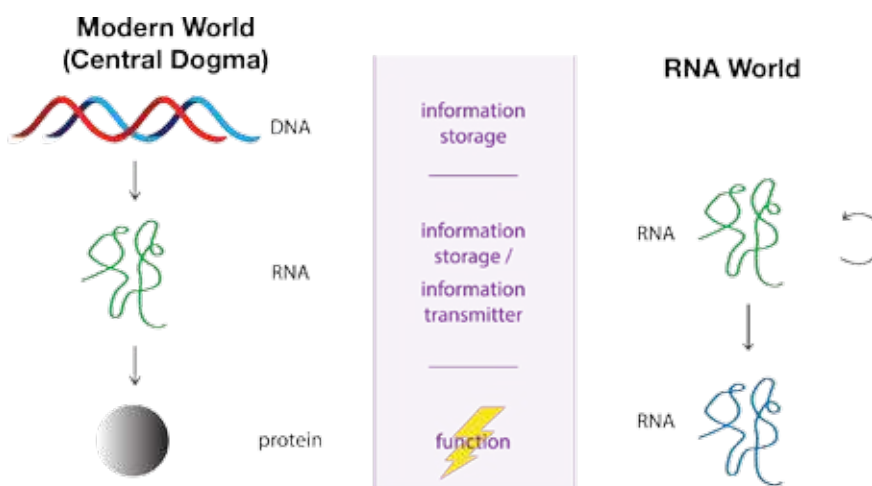 Modern World
(Central Dogma)
DNA
RNA
protein
information
storage
information
storage /
information
transmitter
function
RNA World
RNA
RNA